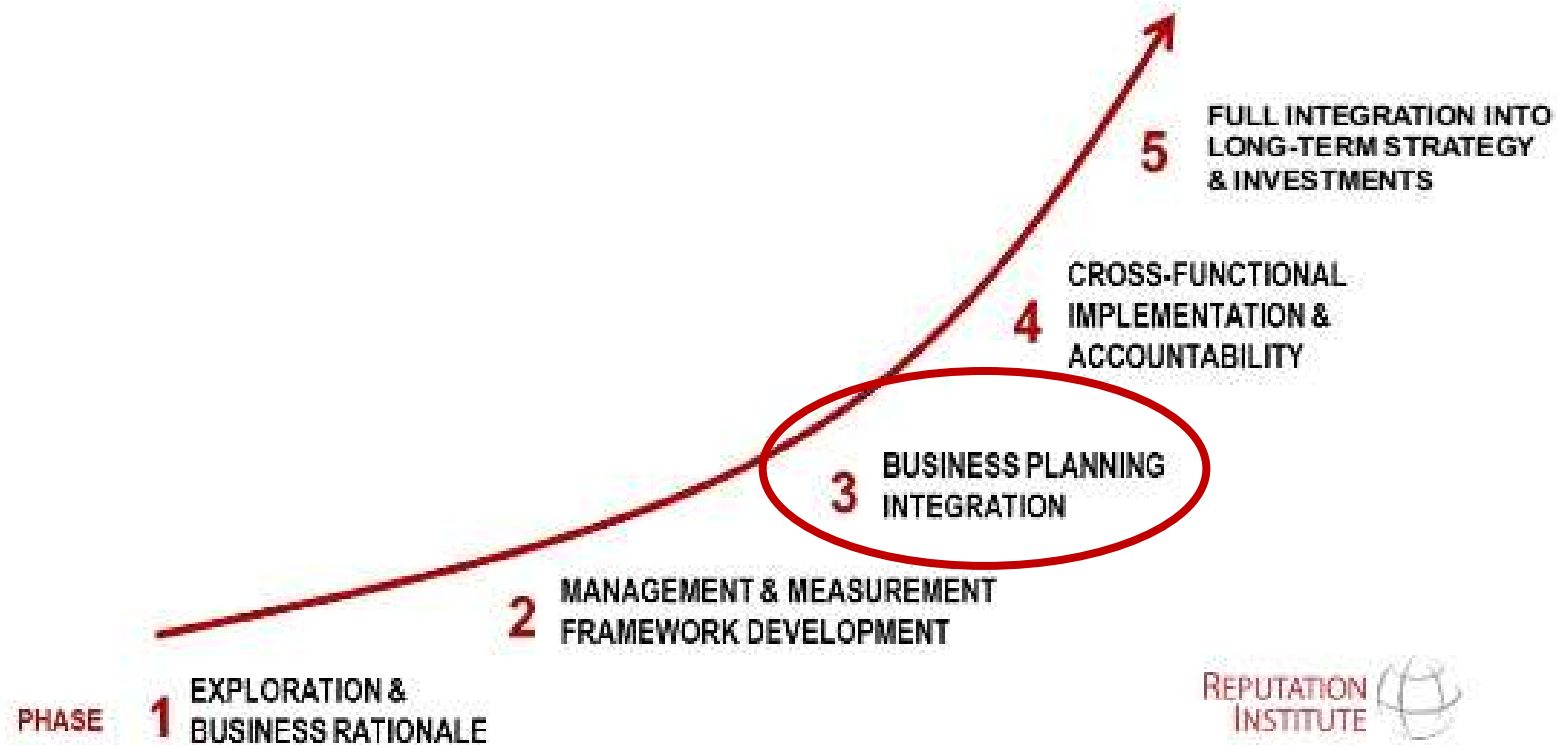 5 FULL INTEGRATION INTO
LONG-TERM STRATEGY
& INVESTMENTS
4 CROSS-FUNCTIONAL
IMPLEMENTATION &
ACCOUNTABILITY
3 BUSINESS PLANNING
INTEGRATION
2 MANAGEMENT & MEASUREMENT
FRAMEWORK DEVELOPMENT
PHASE 1 EXPLORATION &
BUSINESS RATIONALE
REPUTATION
INSTITUTE